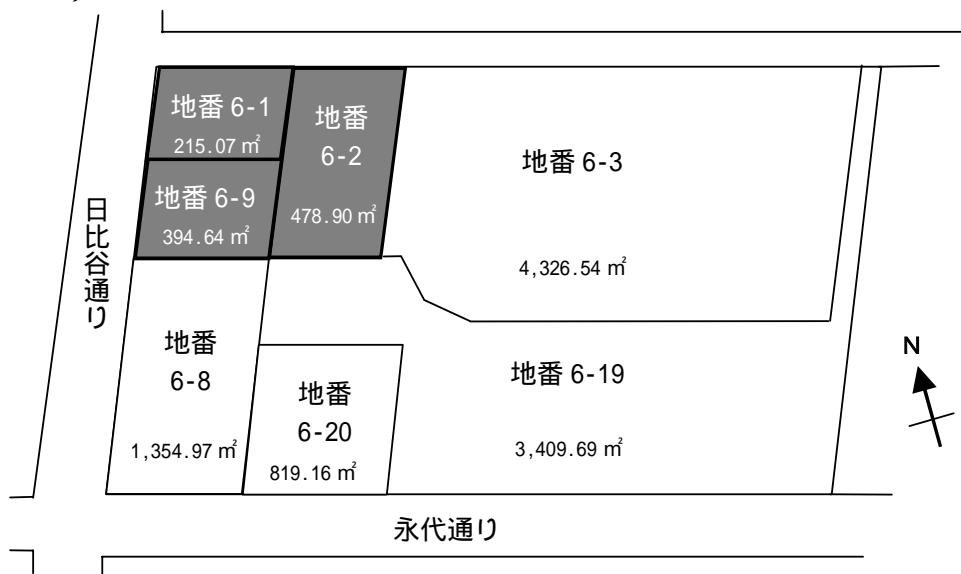 地番 6-1
215.07 ㎡
地番
6-2
478.90 ㎡
地番 6-9
394.64 ㎡
地番 6-3
4,326.54 ㎡
日比谷通り
地番
6-8
1,354.97 ㎡
地番
6-20
819.16 ㎡
地番 6-19
3,409.69 ㎡
N
永代通り